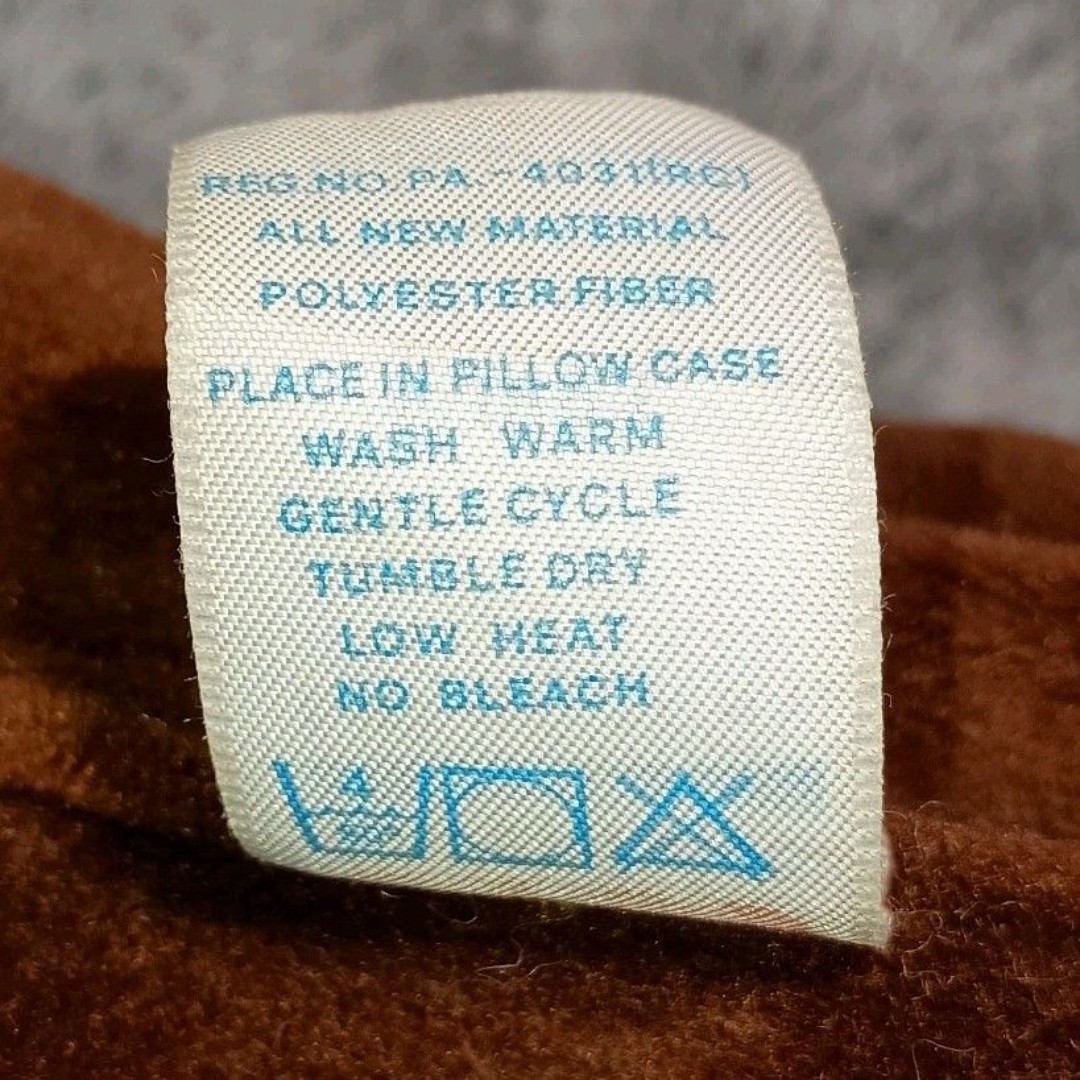 REG.NO.PA.-4031(RC)
ALL NEW MATERIAL
POLYESTER FIBER
PLACE IN PILLOW CASE
WASH WARM
GENTLE CYCLE
TUMBLE DRY
LOW HEAT
NO BLEACH
4